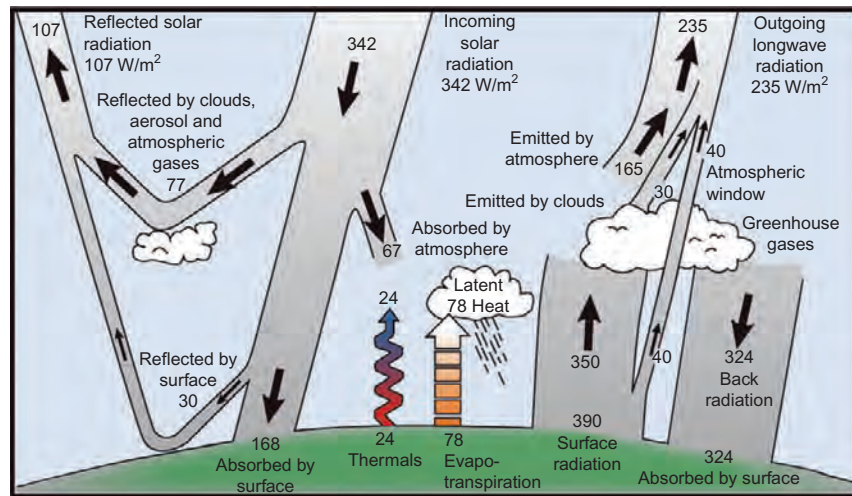 107
Reflected solar
radiation
107 W/m²
342
Incoming
solar
radiation
342 W/m²
235
Outgoing
longwave
radiation
235 W/m²
Reflected by clouds,
aerosol and
atmospheric
gases
77
Emitted by
atmosphere
165
40
Atmospheric
window
Emitted by clouds
30
Greenhouse
gases
Absorbed by
67
atmosphere
Latent
78 Heat
24
Reflected by
surface
30
350
40
324
Back
radiation
168
Absorbed by
surface
24
Thermals
78
Evapo-
transpiration
390
Surface
radiation
324
Absorbed by surface